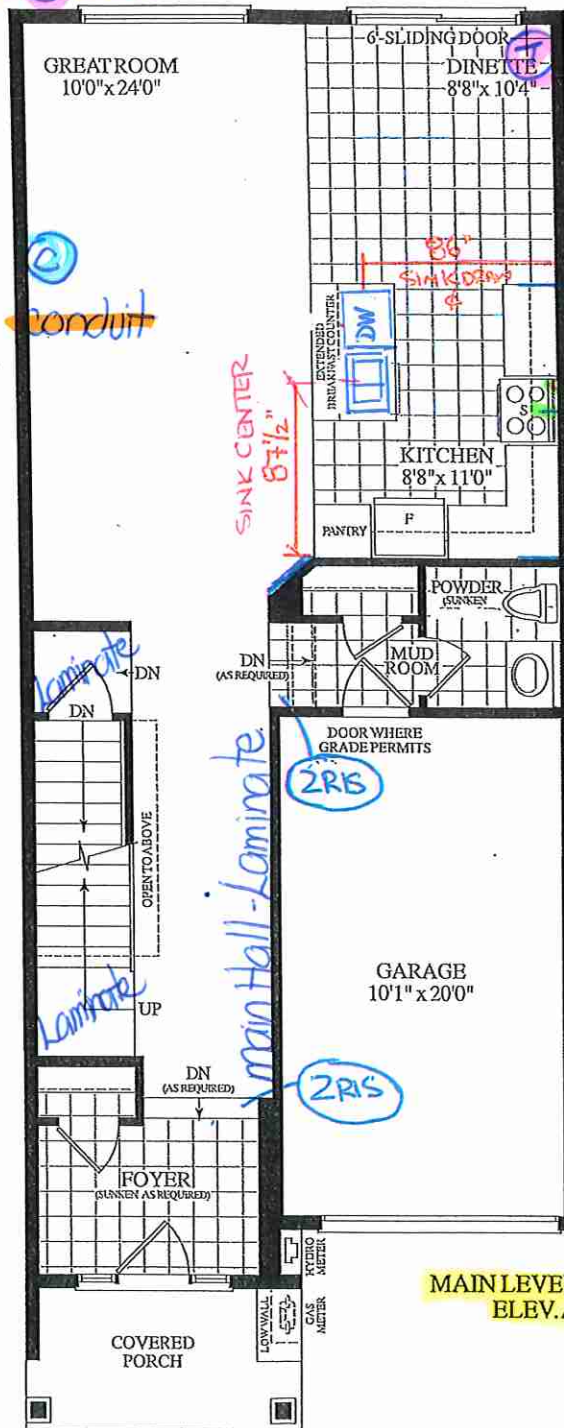 6'-SLIDING DOOR
T
GREAT ROOM
10'0" x 24'0"
DINETTE
8'8" x 10'4"
C
conduit
86"
SINK DRAW
DW
EXTENDED
BREAKFAST COUNTER
SINK CENTER
87 1/2"
S
KITCHEN
8'8" x 11'0"
PANTRY
F
POWDER
(SUNKEN
MUD
ROOM
DN
(AS REQUIRED)
Laminate
DN
DN
DOOR WHERE
GRADE PERMITS
2RIS
OPEN TO ABOVE
main Hall-Laminate
GARAGE
10'1" x 20'0"
Laminate
UP
DN
(AS REQUIRED)
2RIS
FOYER
(SUNKEN AS REQUIRED)
HYDRO
METER
LOW WALL
GAS
METER
MAIN LEVE
ELEV. A
COVERED
PORCH